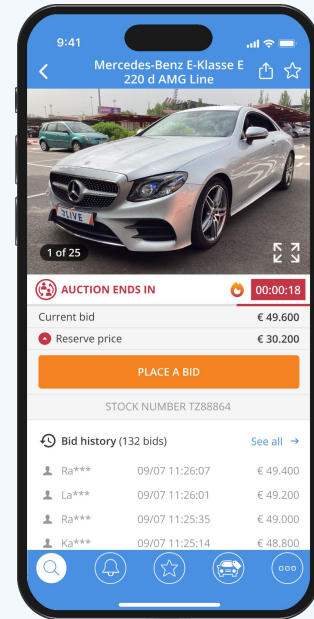 9:41
Mercedes-Benz E-Klasse E
220 d AMG Line
1 of 25
AUCTION ENDS IN
00:00:18
Current bid
€ 49.600
Reserve price
€ 30.200
PLACE A BID
STOCK NUMBER TZ88864
Bid history (132 bids)
See all →
Ra*** 09/07 11:26:07 € 49.400
La*** 09/07 11:26:01 € 49.200
Ra*** 09/07 11:25:35 € 49.000
Ka*** 09/07 11:25:14 € 48.800